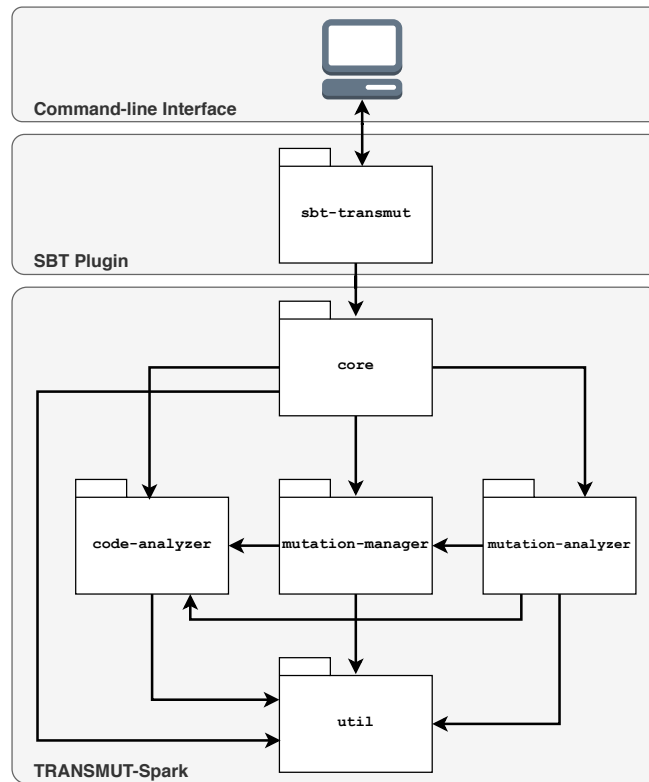 Command-line Interface
sbt-transmut
SBT Plugin
core
code-analyzer
mutation-manager
mutation-analyzer
util
TRANSMUT-Spark